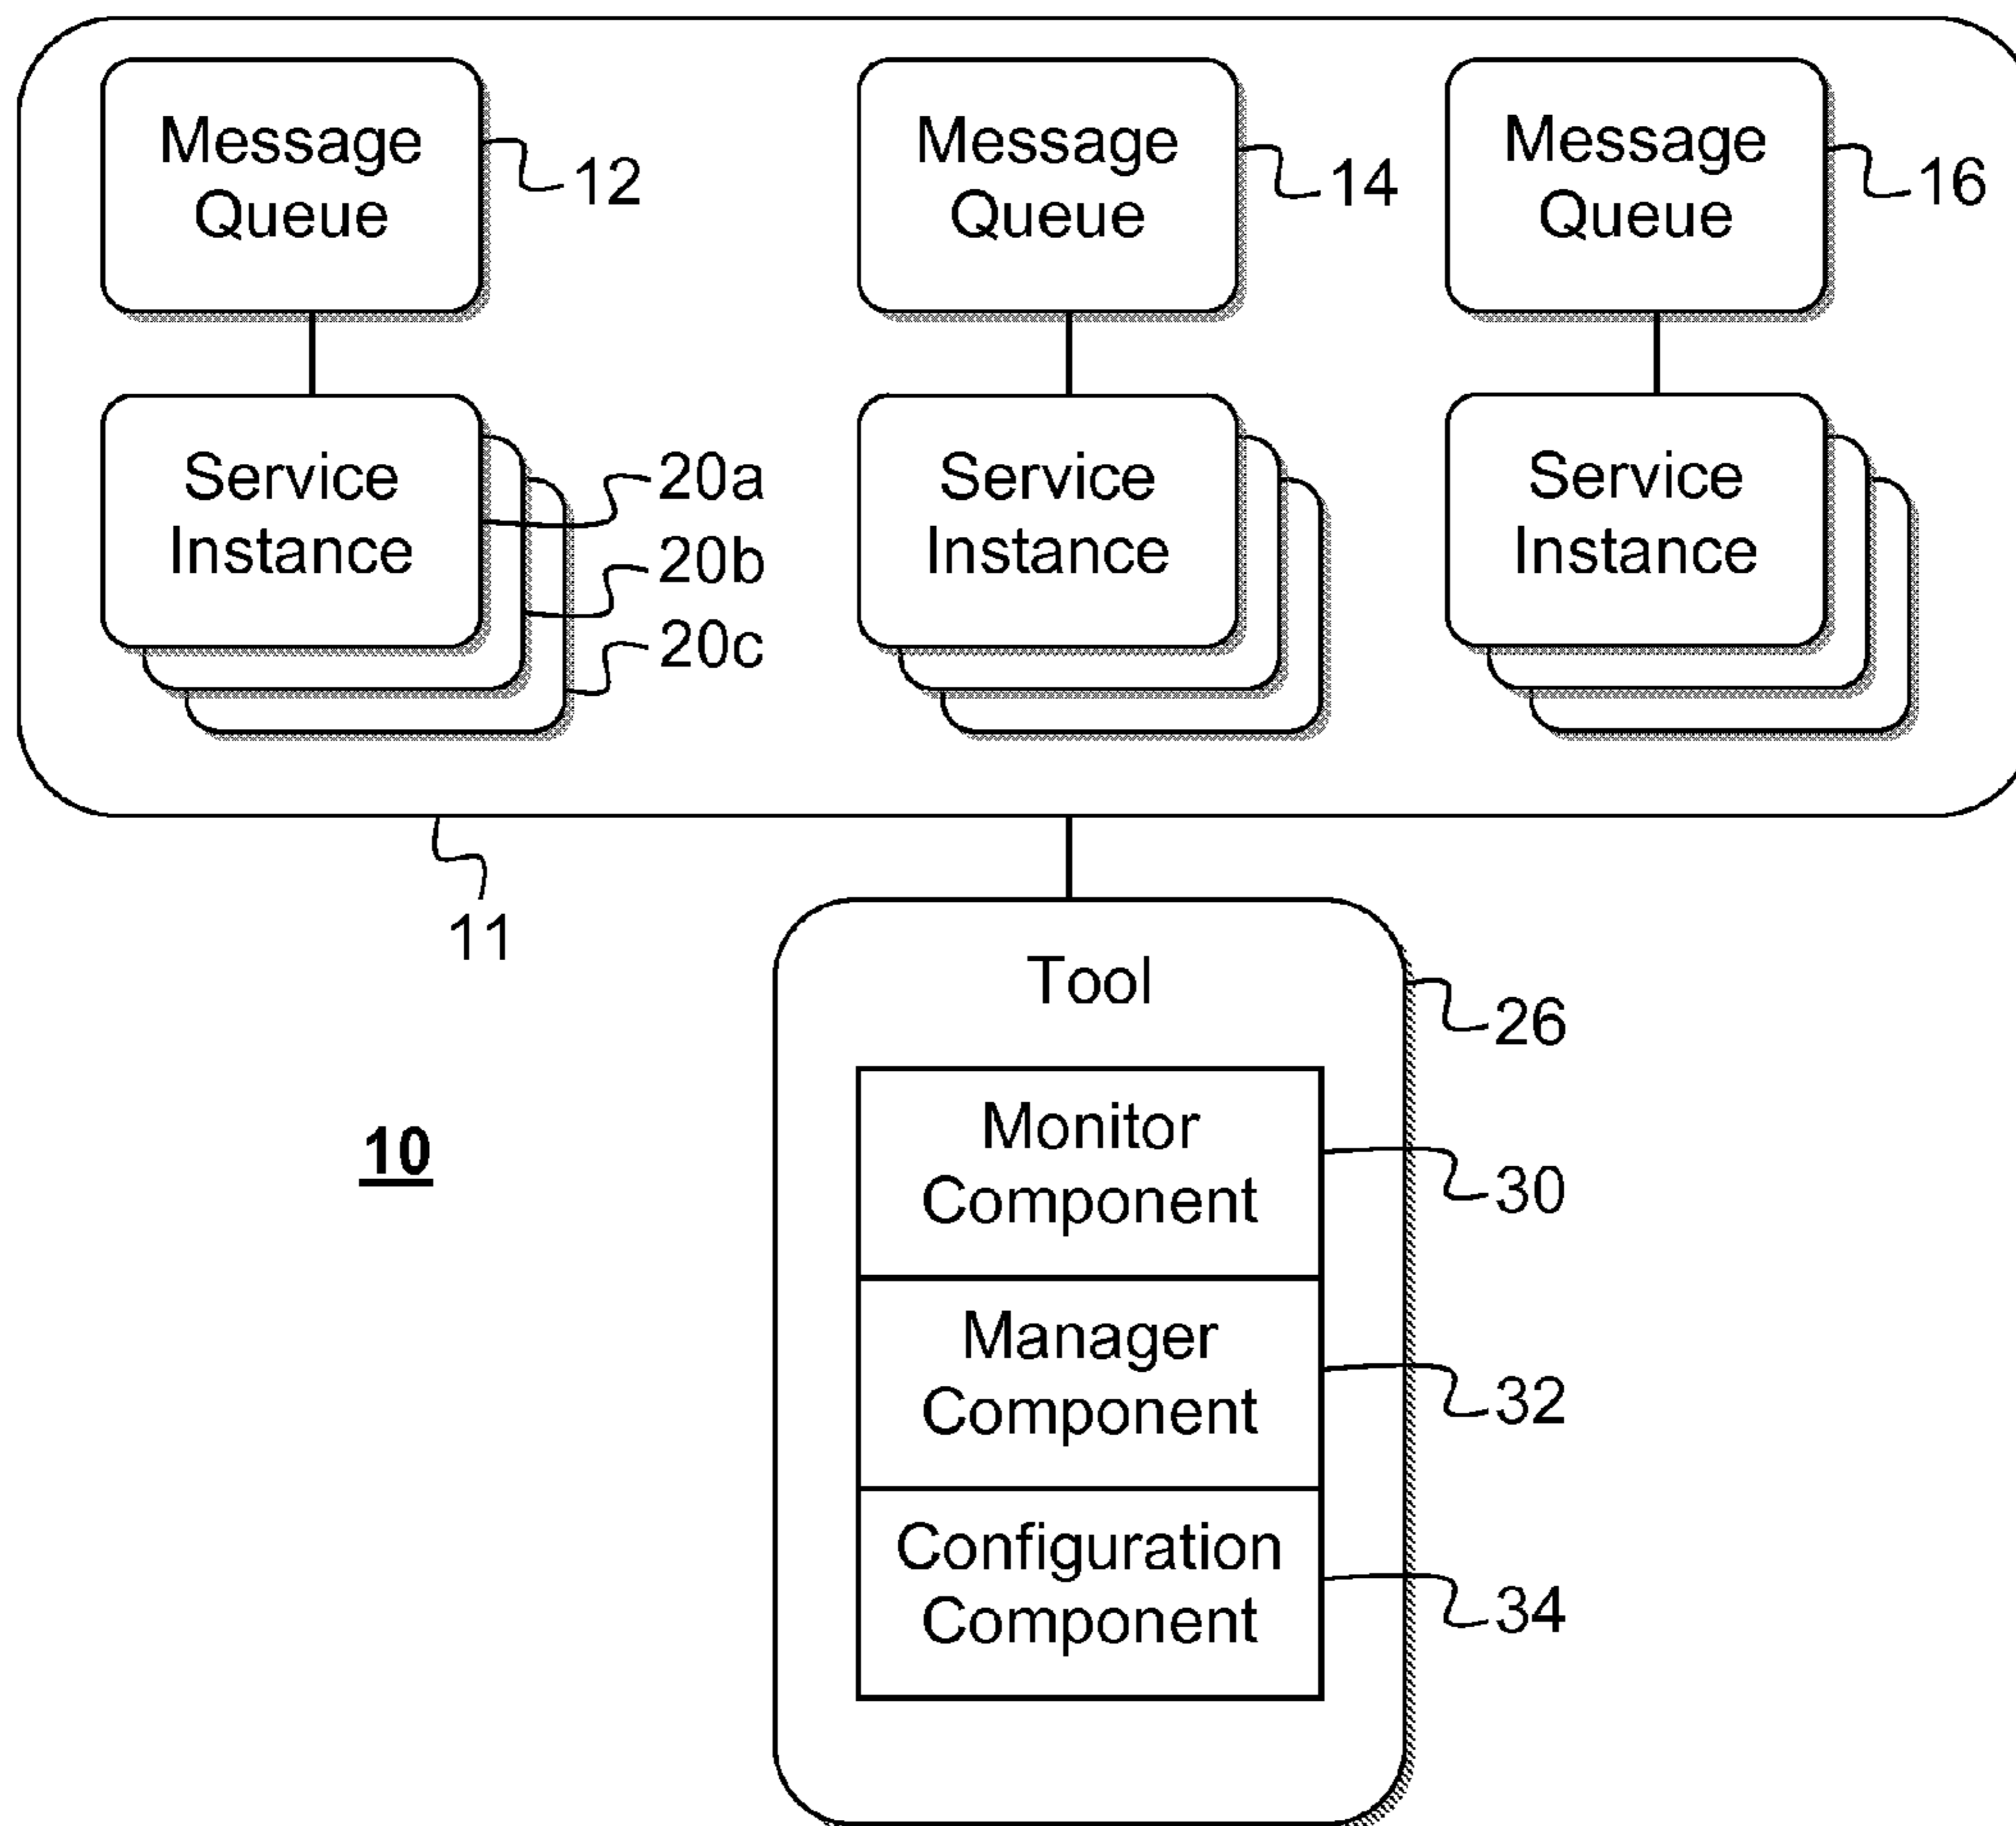 Message
Queue
12
Message
Queue
14
Message
Queue
16
Service
Instance
20a
20b
20c
Service
Instance
Service
Instance
11
Tool
26
10
Monitor
Component
30
Manager
Component
32
Configuration
Component
34